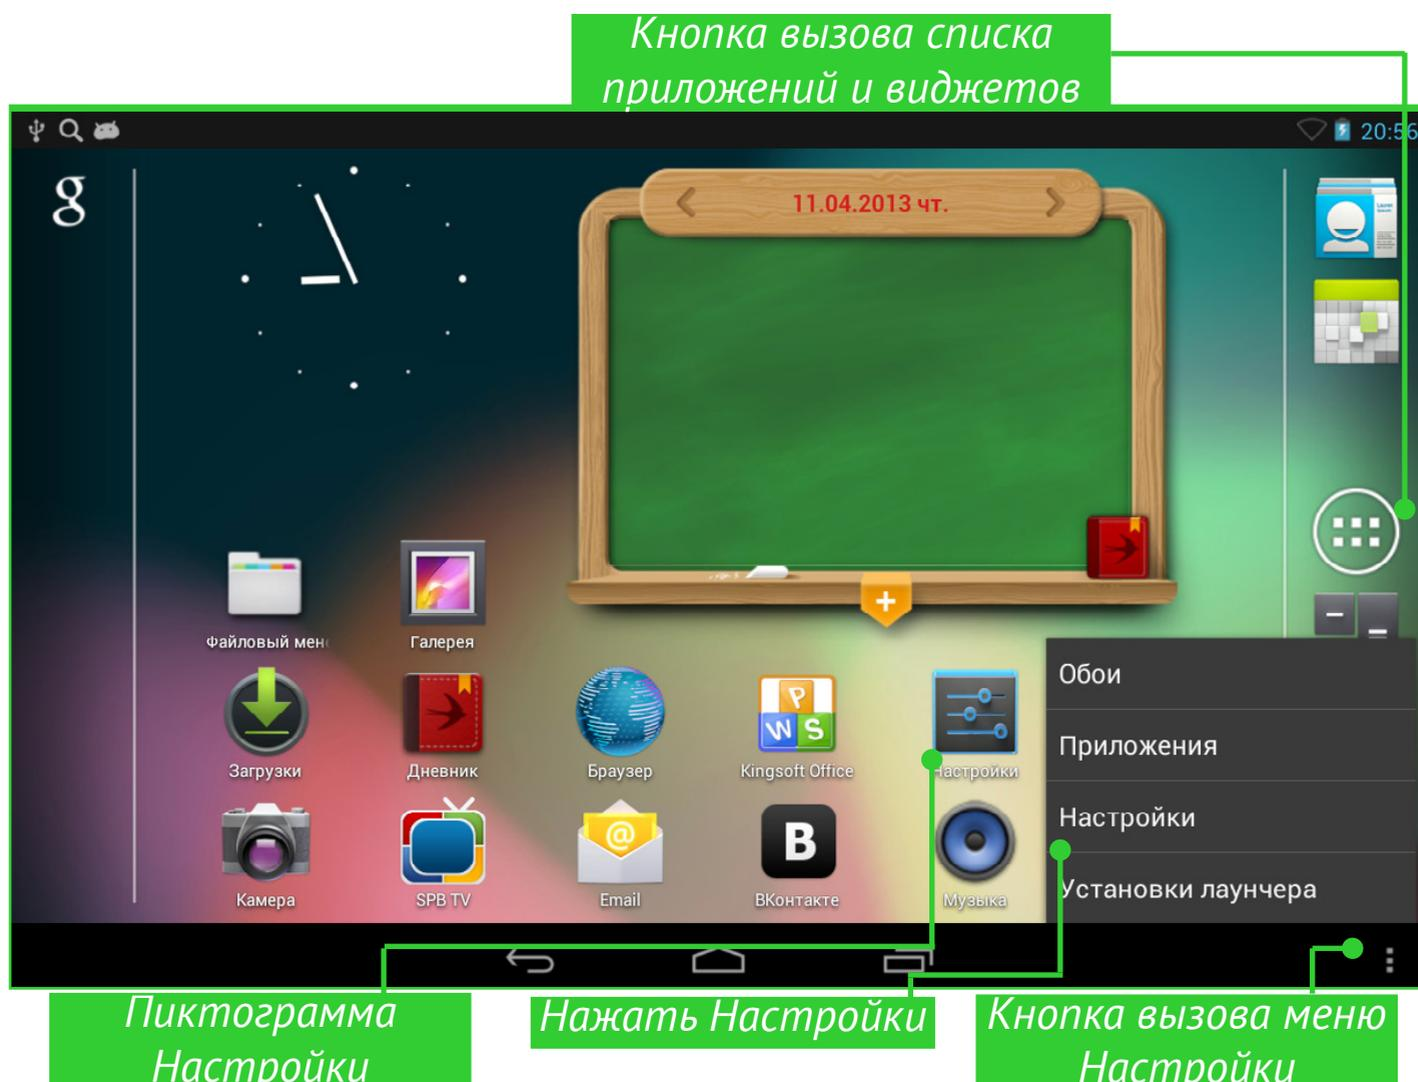 Кнопка вызова списка
приложений и виджетов
20:56
g
11.04.2013 чт.
Файловый мен
Галерея
Обои
Загрузки
Дневник
Браузер
P
W S
Kingsoft Office
Настройки
Приложения
Настройки
@
B
Камера
SPB TV
Email
ВКонтакте
Музыка
Установки лаунчера
Пиктограмма
Настройки
Нажать Настройки
Кнопка вызова меню
Настройки